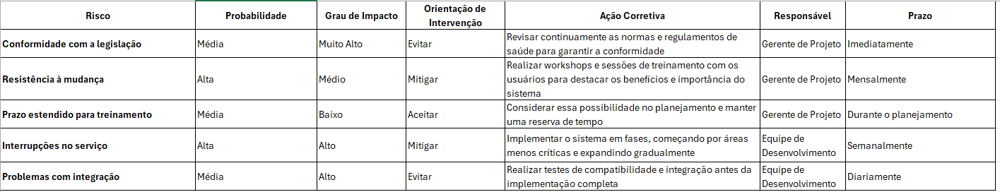 Risco Probabilidade Grau de Impacto Orientação de Intervenção Ação Corretiva Responsável Prazo
Conformidade com a legislação Média Muito Alto Evitar Revisar continuamente as normas e regulamentos de saúde para garantir a conformidade Gerente de Projeto Imediatamente
Resistência à mudança Alta Médio Mitigar Realizar workshops e sessões de treinamento com os usuários para destacar os benefícios e importância do sistema Gerente de Projeto Mensalmente
Prazo estendido para treinamento Média Baixo Aceitar Considerar essa possibilidade no planejamento e manter uma reserva de tempo Gerente de Projeto Durante o planejamento
Interrupções no serviço Alta Alto Mitigar Implementar o sistema em fases, começando por áreas menos críticas e expandindo gradualmente Equipe de Desenvolvimento Semanalmente
Problemas com integração Média Alto Evitar Realizar testes de compatibilidade e integração antes da implementação completa Equipe de Desenvolvimento Diariamente